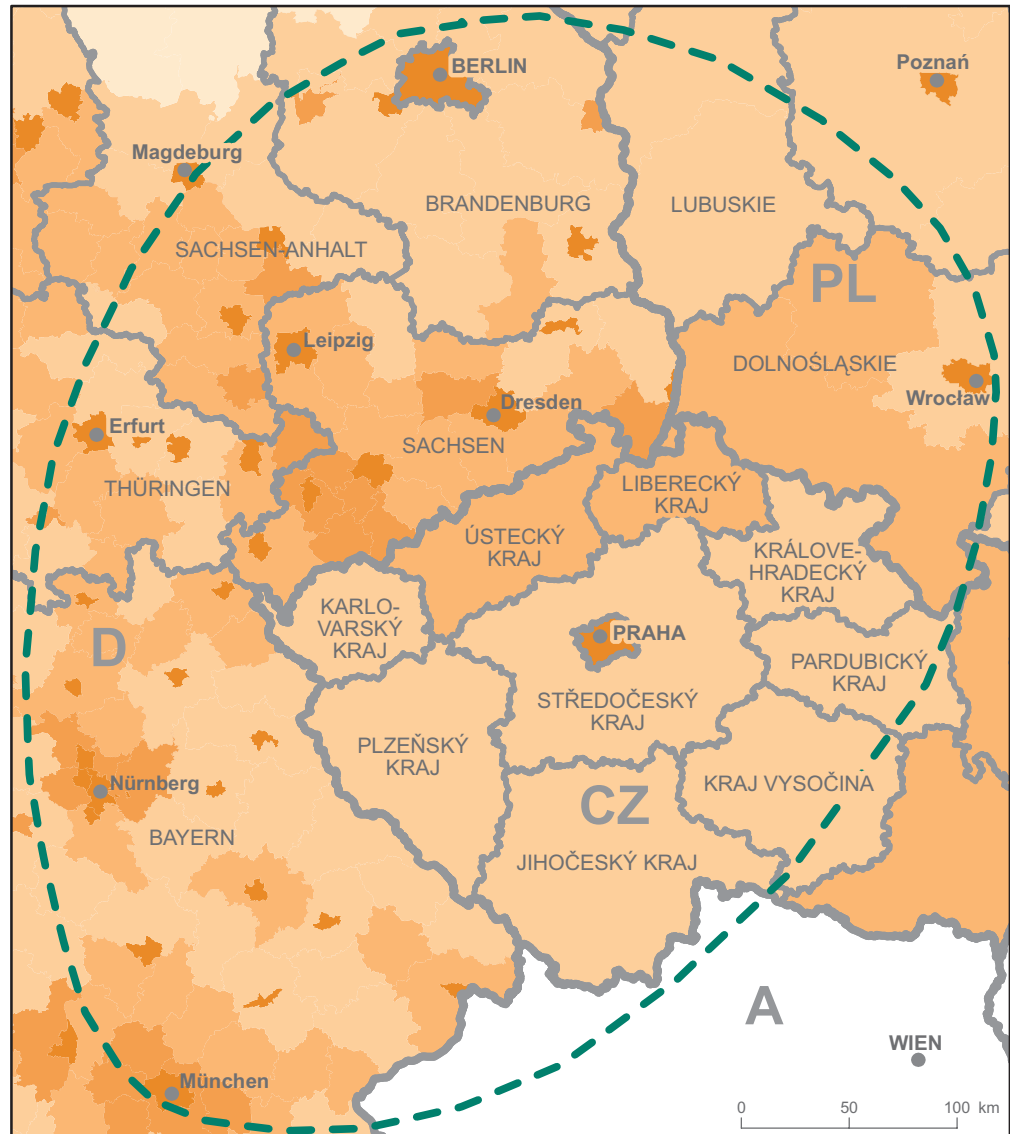 BERLIN
Poznań
Magdeburg
BRANDENBURG
LUBUSKIE
SACHSEN-ANHALT
PL
Leipzig
DOLNOŚLĄSKIE
Wrocław
Dresden
Erfurt
SACHSEN
THÜRINGEN
LIBERECKÝ
KRAJ
ÚSTECKÝ
KRAJ
KRÁLOVE-
HRADECKÝ
KRAJ
KARLO-
VARSKÝ
KRAJ
PRAHA
D
PARDUBICKÝ
KRAJ
STŘEDOČESKÝ
KRAJ
PLZEŇSKÝ
KRAJ
KRAJ VYSOČINA
Nürnberg
CZ
BAYERN
JIHOČESKÝ KRAJ
A
WIEN
München
0 50 100 km